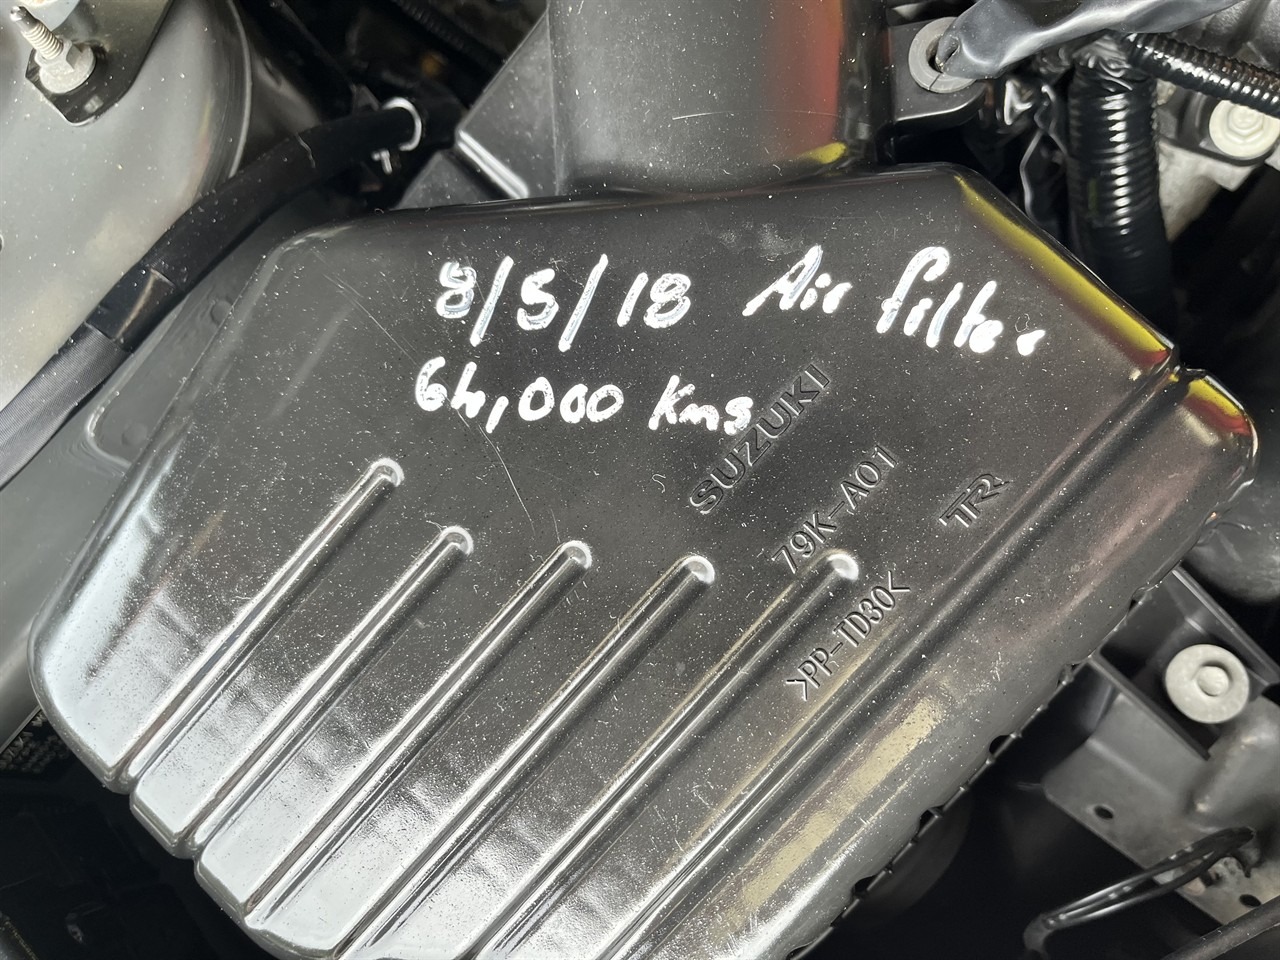 8/5/18 Air filter
64,000 Kms
SUZUKI
79K-A01
TR
>PP-TD30<